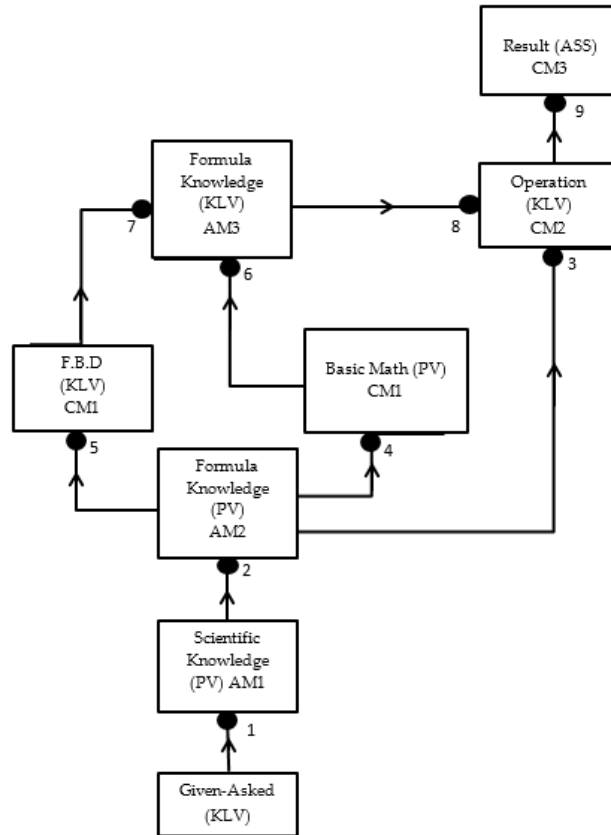 Result (ASS)
CM3
9
Formula
Knowledge
(KLV)
AM3
Operation
(KLV)
CM2
7
8
6
3
F.B.D
(KLV)
CM1
Basic Math (PV)
CM1
5
4
Formula
Knowledge
(PV)
AM2
2
Scientific
Knowledge
(PV) AM1
1
Given-Asked
(KLV)